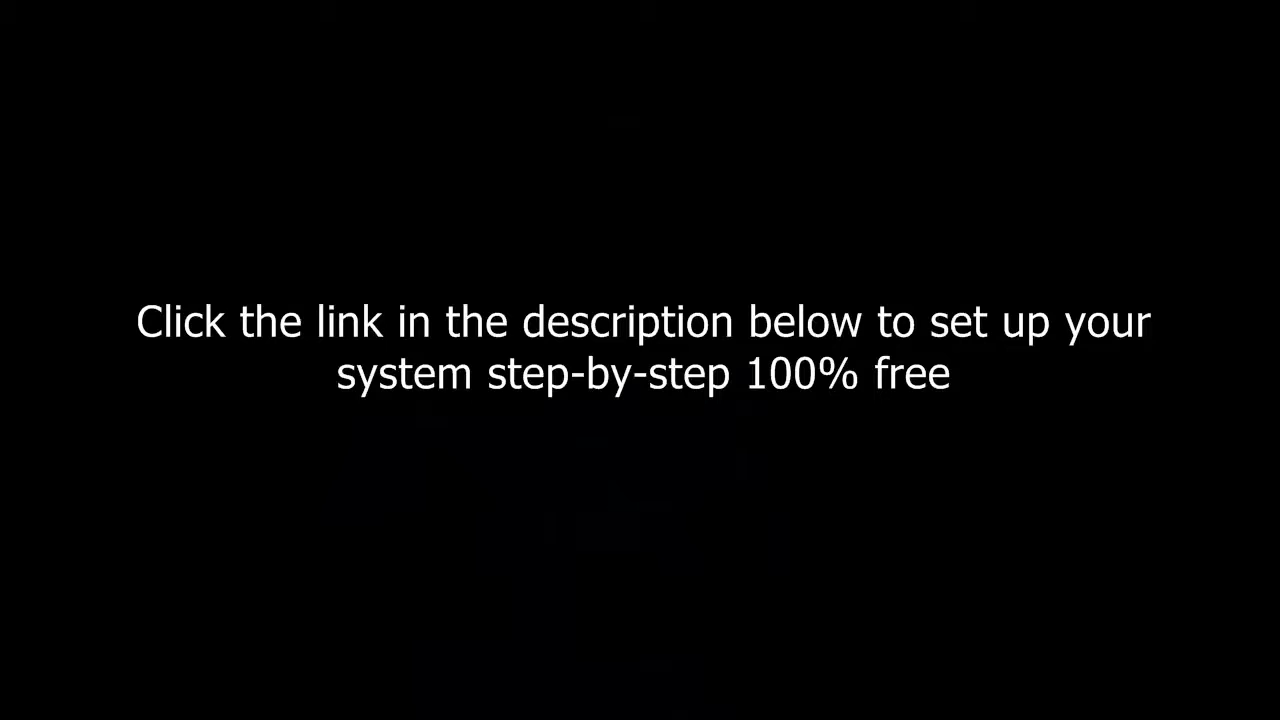 Click the link in the description below to set up your
system step-by-step 100% free